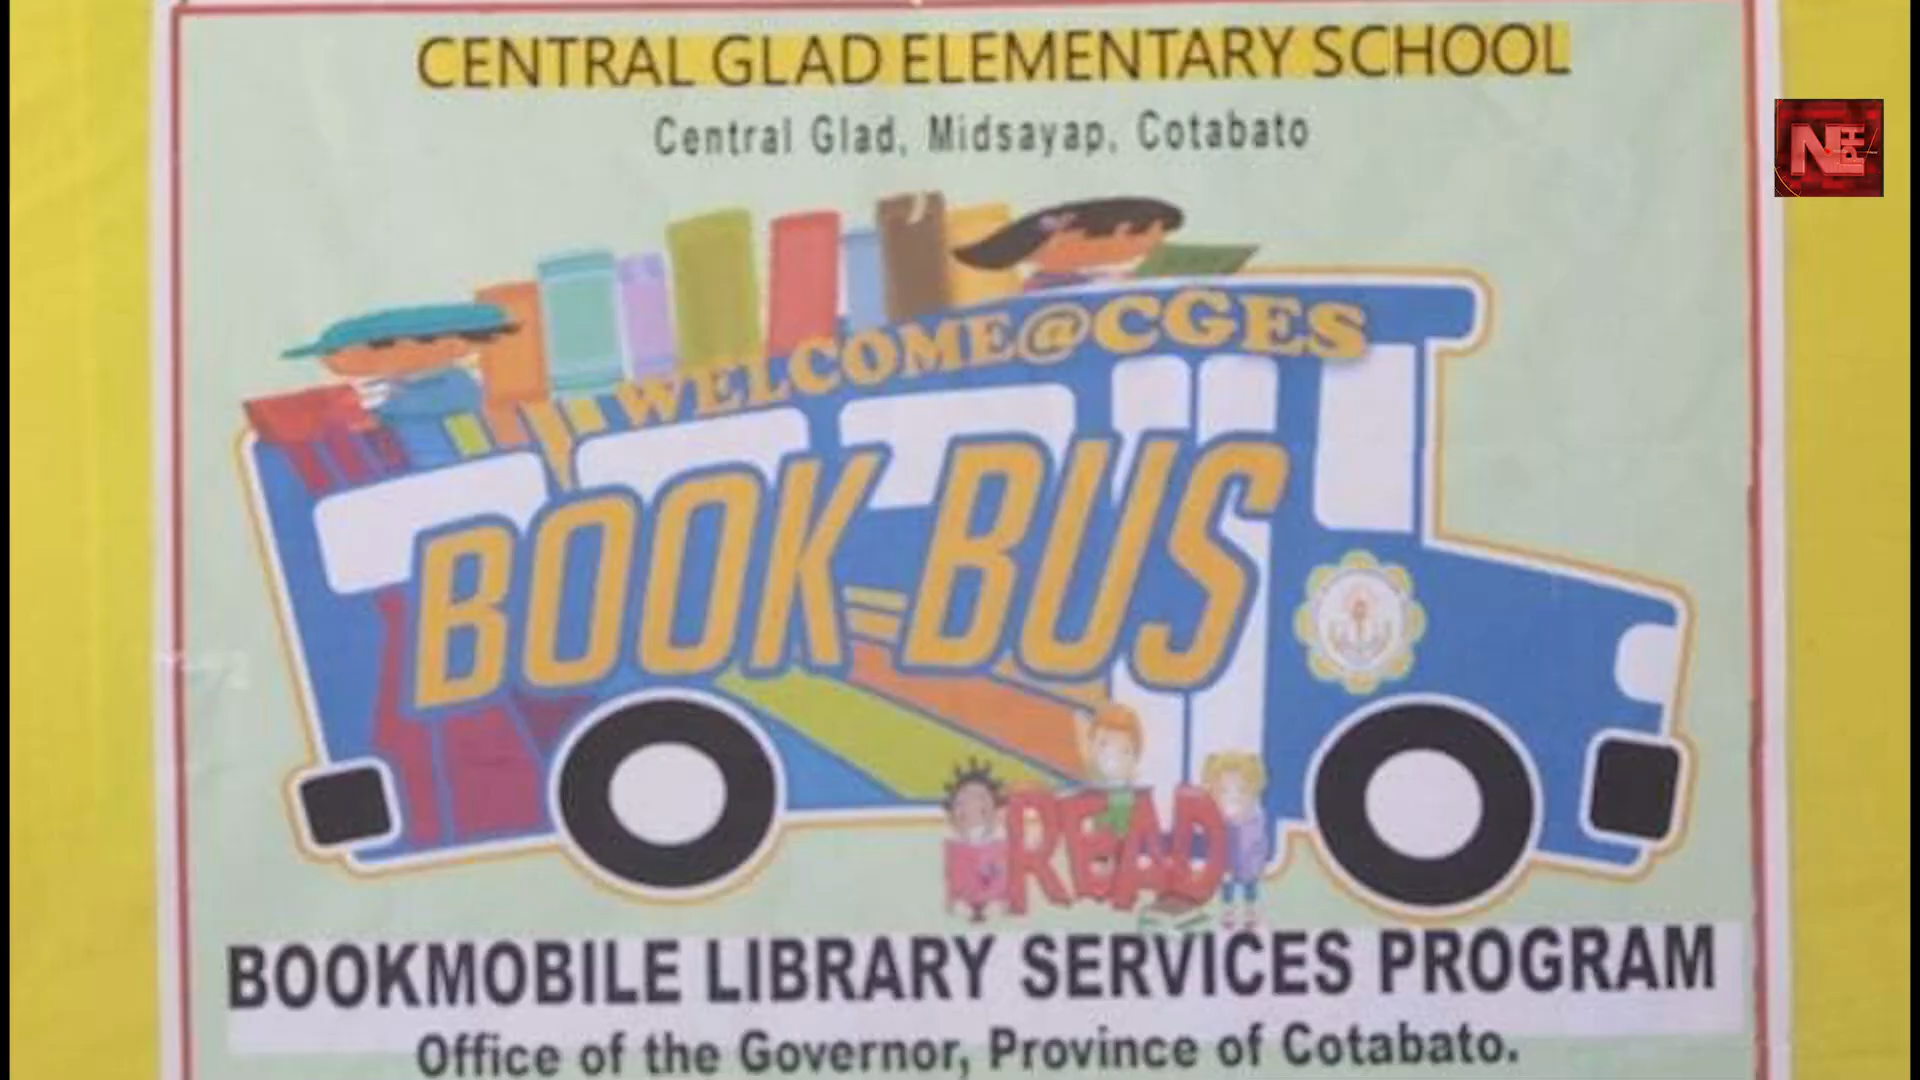 CENTRAL GLAD ELEMENTARY SCHOOL
Central Glad, Midsayap, Cotabato
WELCOME@CGES
BOOK BUS
READ
BOOKMOBILE LIBRARY SERVICES PROGRAM
Office of the Governor, Province of Cotabato.
NEPH